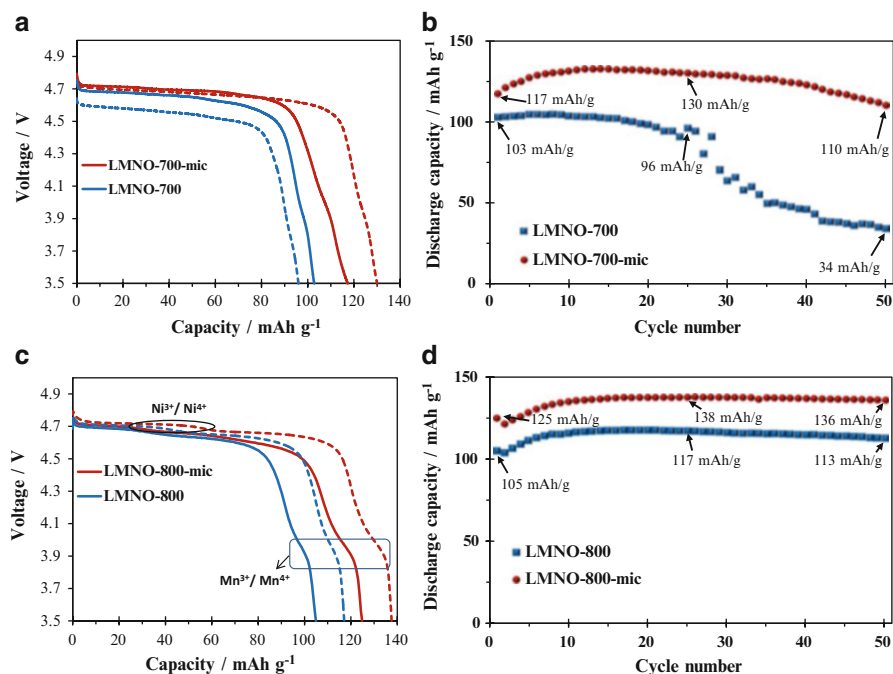 a
Voltage / V
4.9
4.7
4.5
4.3
4.1
3.9
3.7
3.5
LMNO-700-mic
LMNO-700
0 20 40 60 80 100 120 140
Capacity / mAh g-1
b
Discharge capacity / mAh g-1
150
100
50
0
117 mAh/g
130 mAh/g
110 mAh/g
103 mAh/g
96 mAh/g
34 mAh/g
LMNO-700
LMNO-700-mic
0 10 20 30 40 50
Cycle number
c
Voltage / V
4.9
4.7
4.5
4.3
4.1
3.9
3.7
3.5
Ni3+/ Ni4+
LMNO-800-mic
LMNO-800
Mn3+/ Mn4+
0 20 40 60 80 100 120 140
Capacity / mAh g-1
d
Discharge capacity / mAh g-1
150
100
50
0
125 mAh/g
138 mAh/g
136 mAh/g
105 mAh/g
117 mAh/g
113 mAh/g
LMNO-800
LMNO-800-mic
0 10 20 30 40 50
Cycle number